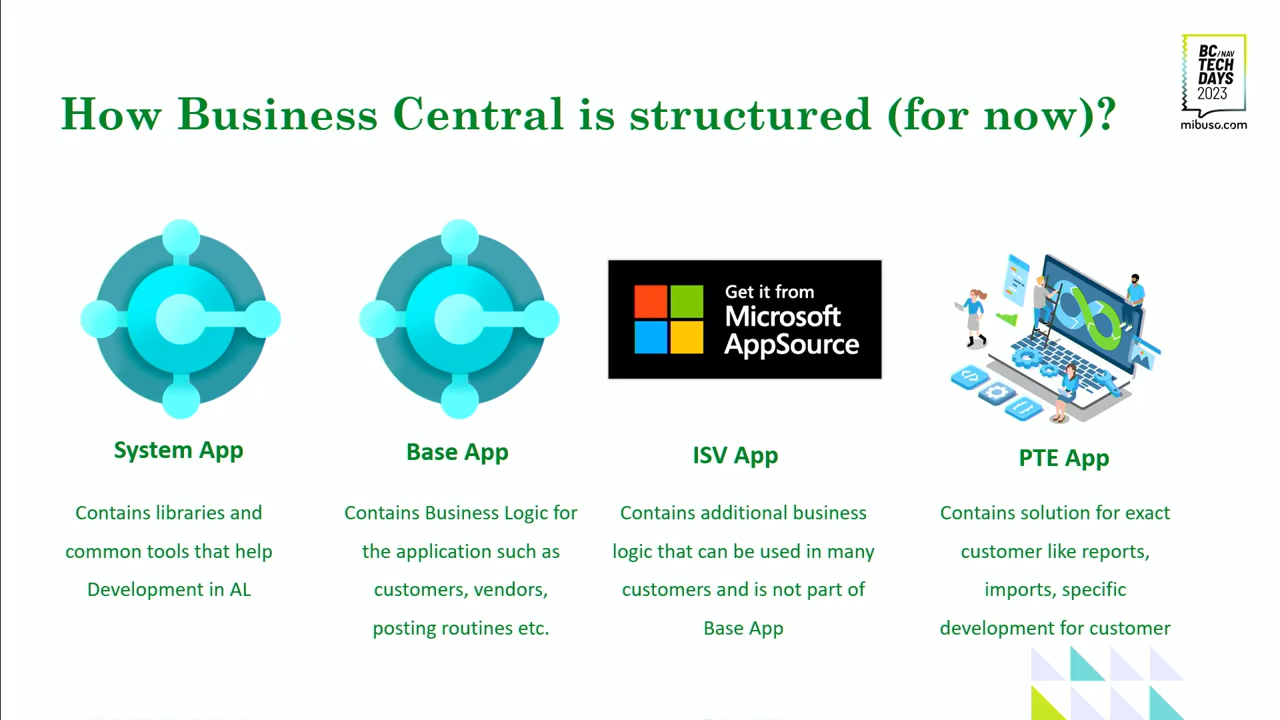 BC/NAV
TECH
DAYS
2023
mibuso.com
How Business Central is structured (for now)?
Get it from
Microsoft
AppSource
System App
Contains libraries and
common tools that help
Development in AL
Base App
Contains Business Logic for
the application such as
customers, vendors,
posting routines etc.
ISV App
Contains additional business
logic that can be used in many
customers and is not part of
Base App
PTE App
Contains solution for exact
customer like reports,
imports, specific
development for customer